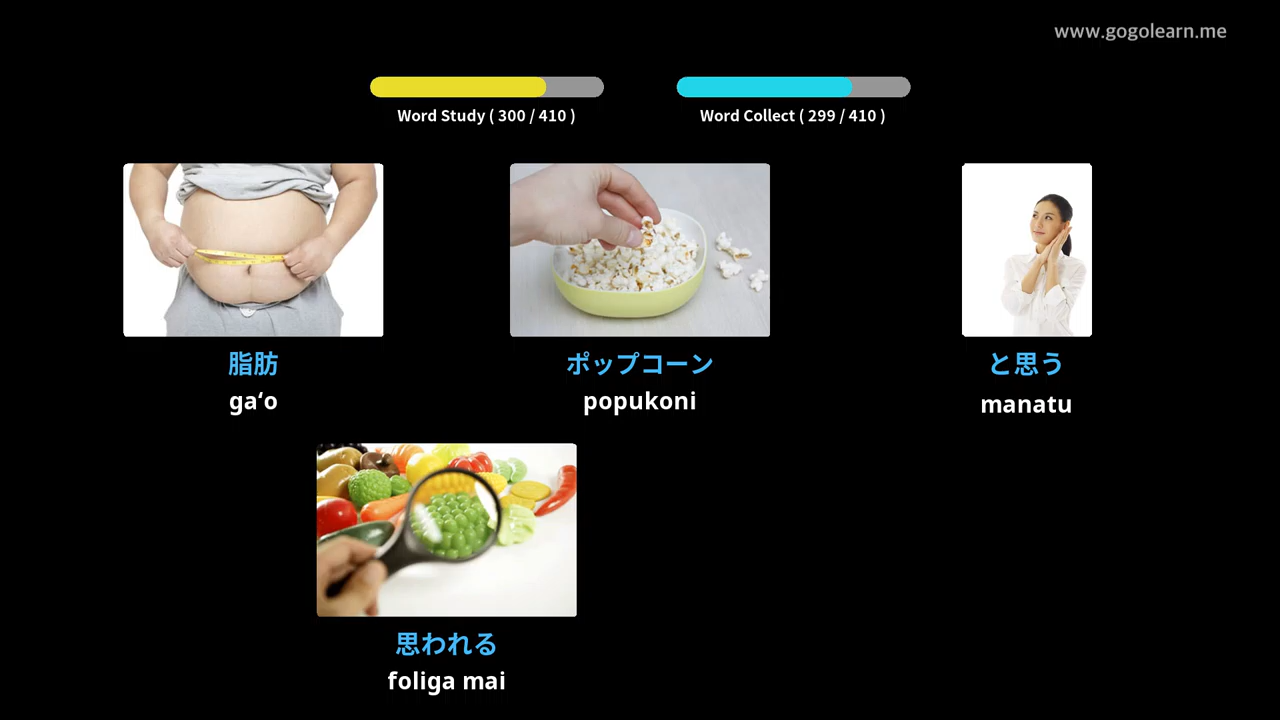 www.gogolearn.me
Word Study ( 300 / 410 )
Word Collect ( 299 / 410 )
脂肪
ga‘o
ポップコーン
popukoni
と思う
manatu
思われる
foliga mai